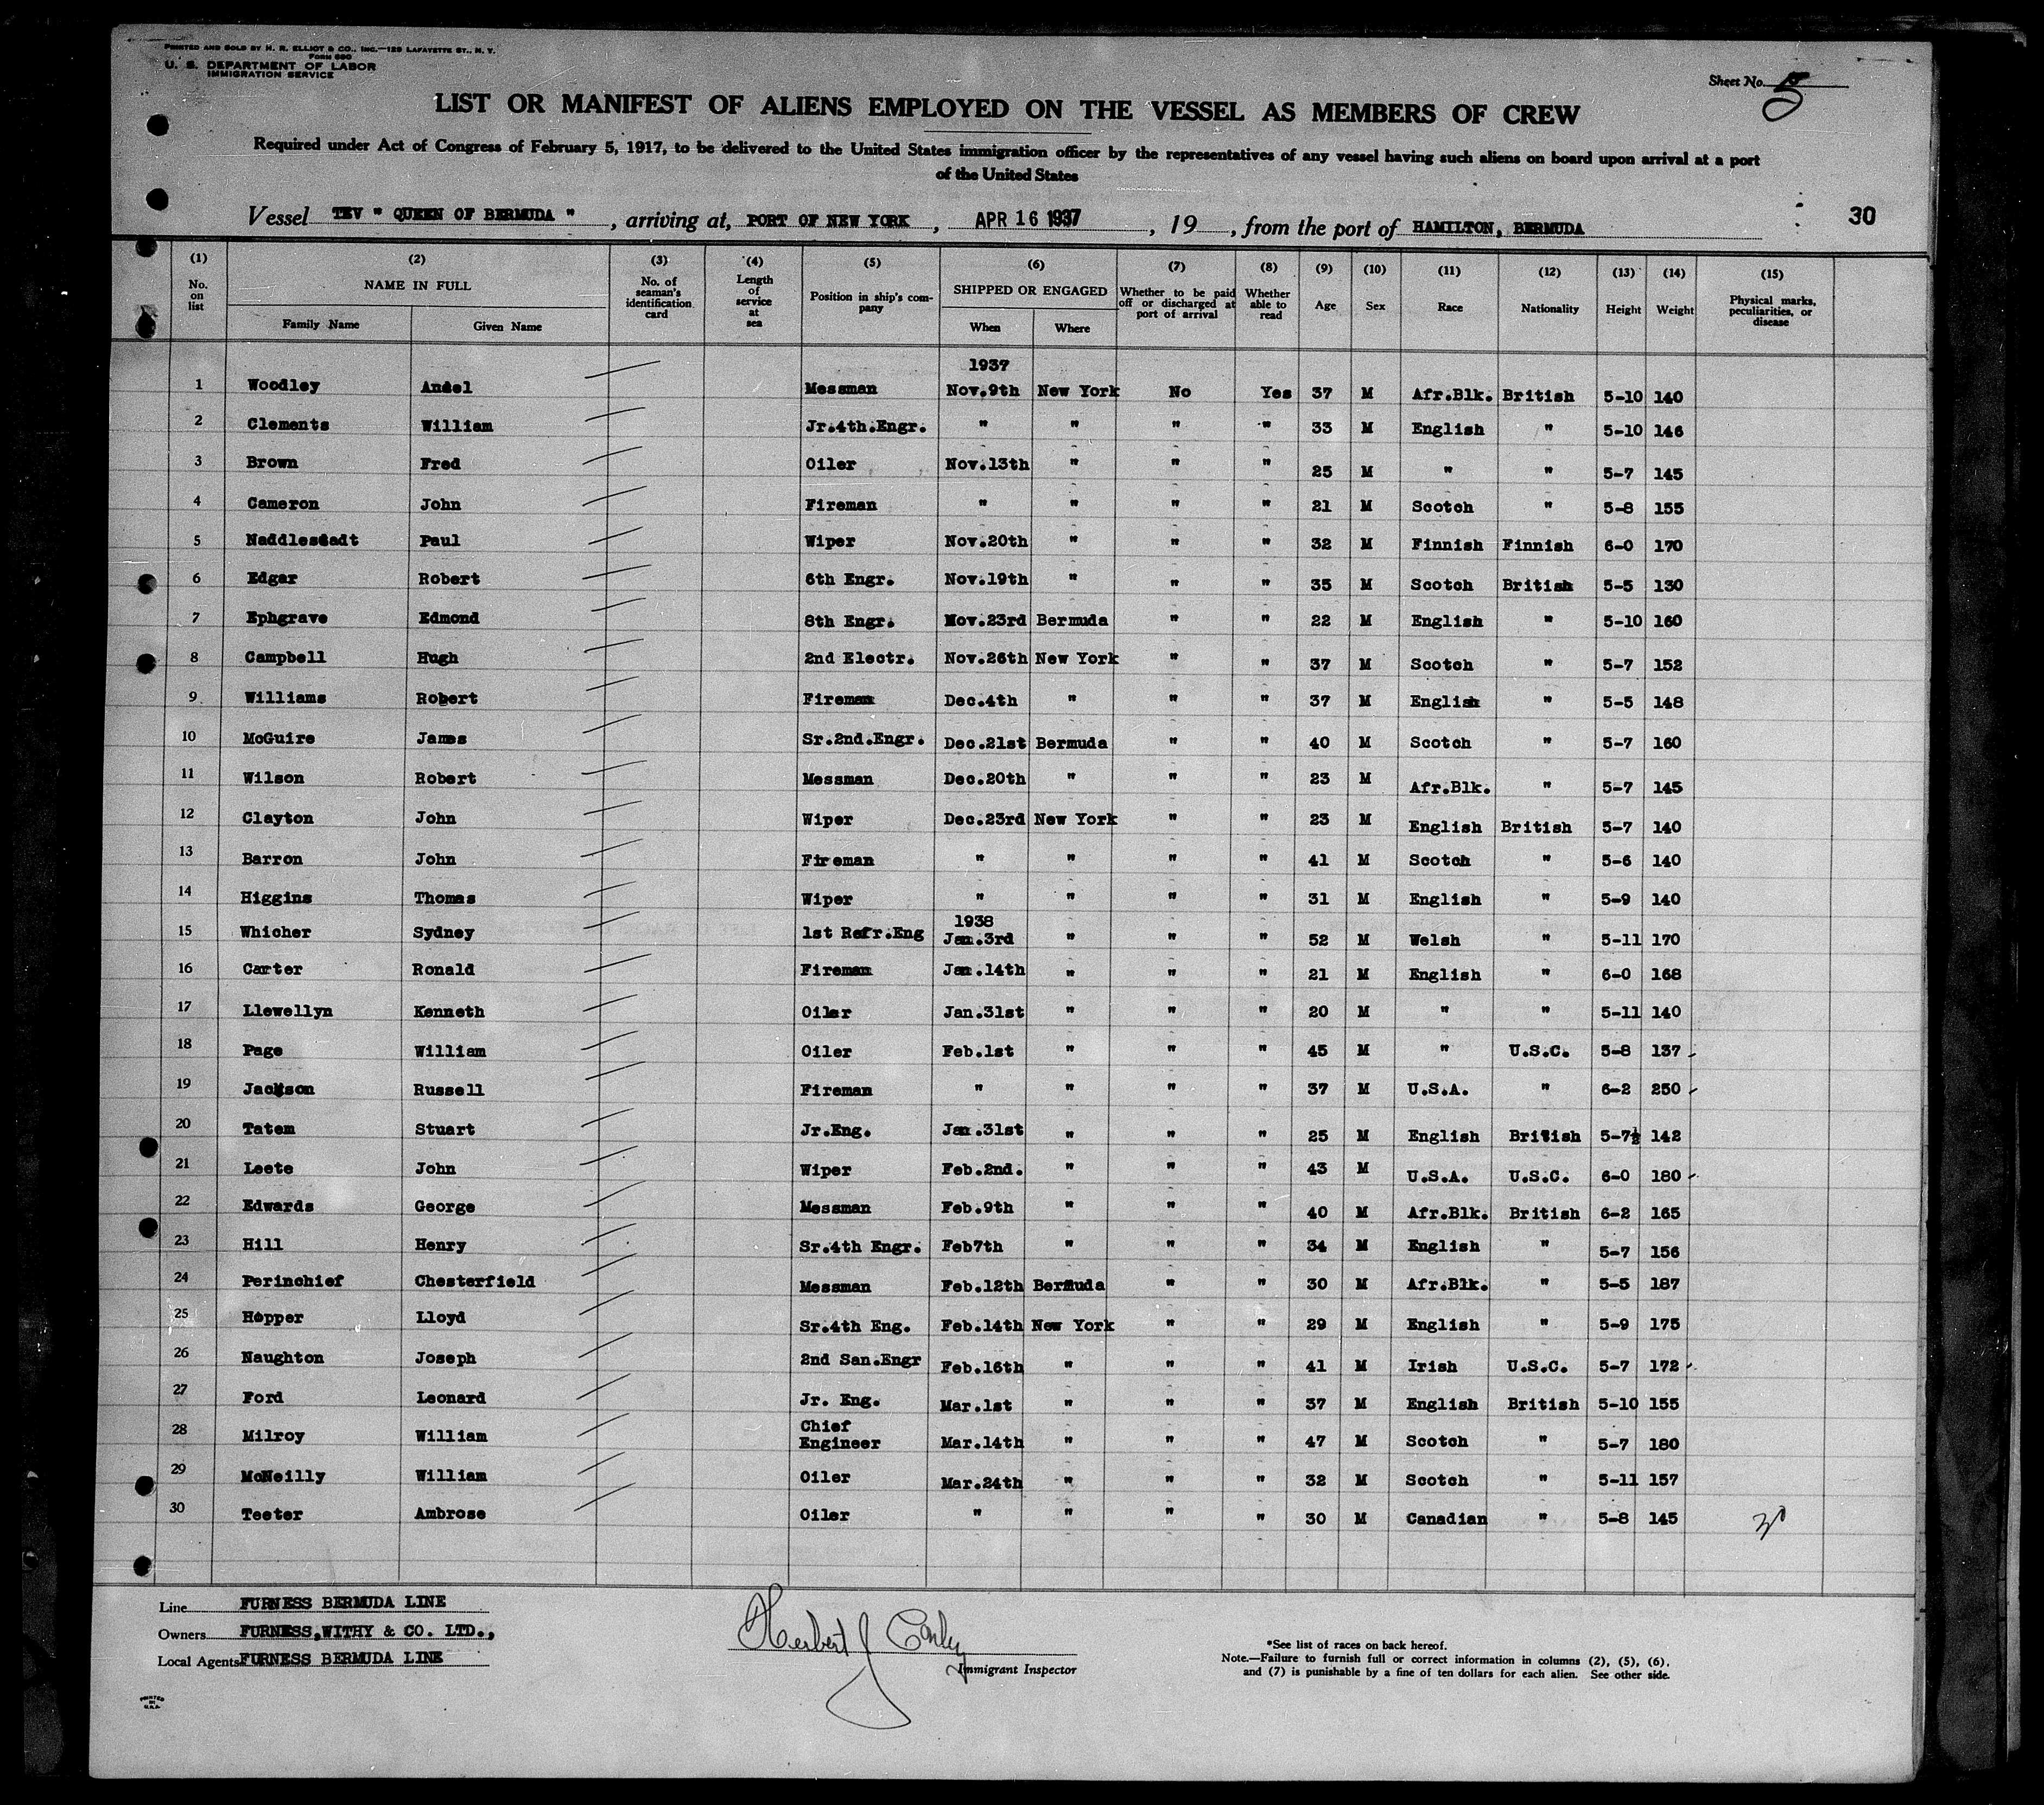 PRINTED AND SOLD BY H. R. ELLIOT & CO., INC.—129 LAFAYETTE ST., N. Y.
FORM 680
U. S. DEPARTMENT OF LABOR
IMMIGRATION SERVICE
Sheet No. 5
LIST OR MANIFEST OF ALIENS EMPLOYED ON THE VESSEL AS MEMBERS OF CREW
Required under Act of Congress of February 5, 1917, to be delivered to the United States immigration officer by the representatives of any vessel having such aliens on board upon arrival at a port
of the United States
Vessel TEV " QUEEN OF BERMUDA " , arriving at, PORT OF NEW YORK , APR 16 1937 , 19 , from the port of HAMILTON, BERMUDA 30
(1) (2) (3) (4) (5) (6) (7) (8) (9) (10) (11) (12) (13) (14) (15)
No. on list NAME IN FULL Family Name Given Name No. of seaman's identification card Length of service at sea Position in ship's company SHIPPED OR ENGAGED When Where Whether to be paid off or discharged at port of arrival Whether able to read Age Sex Race Nationality Height Weight Physical marks, peculiarities, or disease
1937
1 Woodley Ansel Messman Nov.9th New York No Yes 37 M Afr.Blk. British 5-10 140
2 Clements William Jr.4th.Engr. " " " " 33 M English " 5-10 146
3 Brown Fred Oiler Nov.13th " " " 25 M " " 5-7 145
4 Cameron John Fireman " " " " 21 M Scotch " 5-8 155
5 Naddlestadt Paul Wiper Nov.20th " " " 32 M Finnish Finnish 6-0 170
6 Edgar Robert 6th Engr. Nov.19th " " " 35 M Scotch British 5-5 130
7 Ephgrave Edmond 8th Engr. Nov.23rd Bermuda " " 22 M English " 5-10 160
8 Campbell Hugh 2nd Electr. Nov.26th New York " " 37 M Scotch " 5-7 152
9 Williams Robert Fireman Dec.4th " " " 37 M English " 5-5 148
10 McGuire James Sr.2nd.Engr. Dec.21st Bermuda " " 40 M Scotch " 5-7 160
11 Wilson Robert Messman Dec.20th " " " 23 M Afr.Blk. " 5-7 145
12 Clayton John Wiper Dec.23rd New York " " 23 M English British 5-7 140
13 Barron John Fireman " " " " 41 M Scotch " 5-6 140
14 Higgins Thomas Wiper " " " " 31 M English " 5-9 140
1938
15 Whicher Sydney 1st Refr.Eng Jan.3rd " " " 52 M Welsh " 5-11 170
16 Carter Ronald Fireman Jan.14th " " " 21 M English " 6-0 168
17 Llewellyn Kenneth Oiler Jan.31st " " " 20 M " " 5-11 140
18 Page William Oiler Feb.1st " " " 45 M " U.S.C. 5-8 137
19 Jackson Russell Fireman " " " " 37 M U.S.A. " 6-2 250
20 Tatem Stuart Jr.Eng. Jan.31st " " " 25 M English British 5-7½ 142
21 Leete John Wiper Feb.2nd. " " " 43 M U.S.A. U.S.C. 6-0 180
22 Edwards George Messman Feb.9th " " " 40 M Afr.Blk. British 6-2 165
23 Hill Henry Sr.4th Engr. Feb7th " " " 34 M English " 5-7 156
24 Perinchief Chesterfield Messman Feb.12th Bermuda " " 30 M Afr.Blk. " 5-5 187
25 Hopper Lloyd Sr.4th Eng. Feb.14th New York " " 29 M English " 5-9 175
26 Naughton Joseph 2nd San.Engr Feb.16th " " " 41 M Irish U.S.C. 5-7 172
27 Ford Leonard Jr. Eng. Mar.1st " " " 37 M English British 5-10 155
28 Milroy William Chief Engineer Mar.14th " " " 47 M Scotch " 5-7 180
29 McNeilly William Oiler Mar.24th " " " 32 M Scotch " 5-11 157
30 Teeter Ambrose Oiler " " " " 30 M Canadian " 5-8 145 30
Line FURNESS BERMUDA LINE
Owners FURNESS,WITHY & CO. LTD.,
Local Agents FURNESS BERMUDA LINE
Herbert J Conly
Immigrant Inspector
*See list of races on back hereof.
Note.—Failure to furnish full or correct information in columns (2), (5), (6),
and (7) is punishable by a fine of ten dollars for each alien. See other side.
PRINTED
IN
U.S.A.